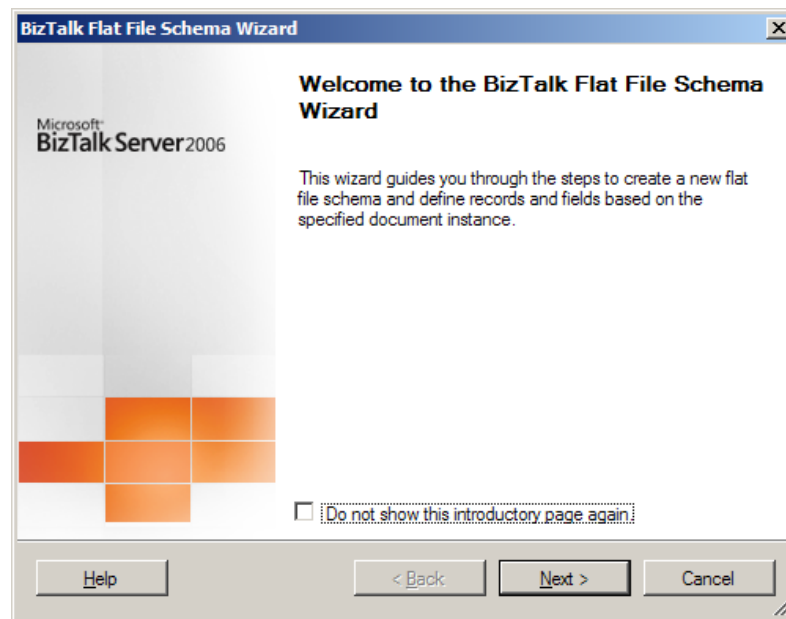 BizTalk Flat File Schema Wizard
Welcome to the BizTalk Flat File Schema
Wizard
Microsoft
BizTalk Server 2006
This wizard guides you through the steps to create a new flat
file schema and define records and fields based on the
specified document instance.
Do not show this introductory page again
Help
< Back
Next >
Cancel